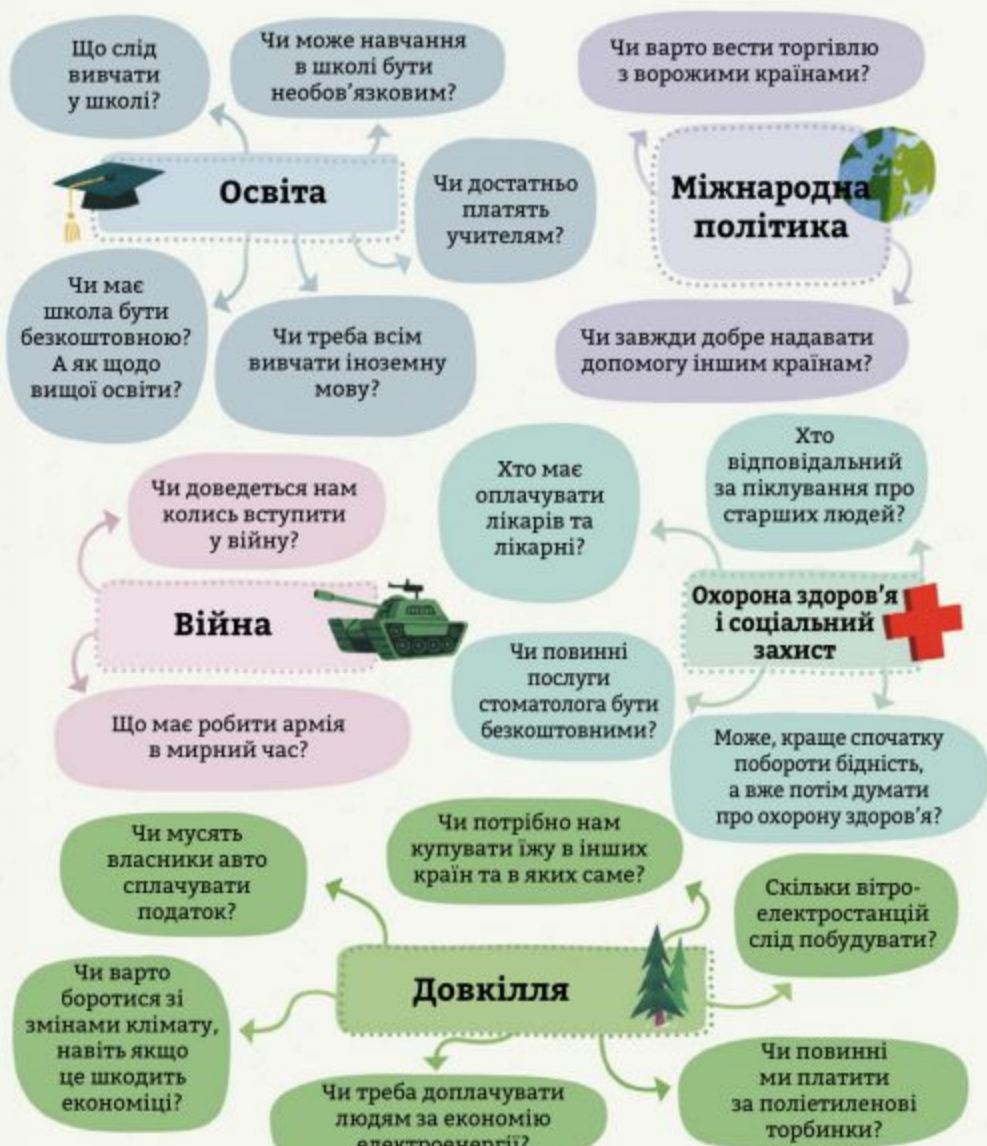 Що слід
вивчати
у школі?
Чи може навчання
в школі бути
необов'язковим?
Освіта
Чи достатньо
платять
учителям?
Чи має
школа бути
безкоштовною?
А як щодо
вищої освіти?
Чи треба всім
вивчати іноземну
мову?
Чи варто вести торгівлю
з ворожими країнами?
Міжнародна
політика
Чи завжди добре надавати
допомогу іншим країнам?
Чи доведеться нам
колись вступити
у війну?
Війна
Що має робити армія
в мирний час?
Хто має
оплачувати
лікарів та
лікарні?
Хто
відповідальний
за піклування про
старших людей?
Охорона здоров'я
і соціальний
захист
Чи повинні
послуги
стоматолога бути
безкоштовними?
Може, краще спочатку
побороти бідність,
а вже потім думати
про охорону здоров'я?
Чи мусять
власники авто
сплачувати
податок?
Чи потрібно нам
купувати їжу в інших
країн та в яких саме?
Скільки вітро-
електростанцій
слід побудувати?
Довкілля
Чи варто
боротися зі
змінами клімату,
навіть якщо
це шкодить
економіці?
Чи треба доплачувати
людям за економію
електроенергії?
Чи повинні
ми платити
за поліетиленові
торбинки?